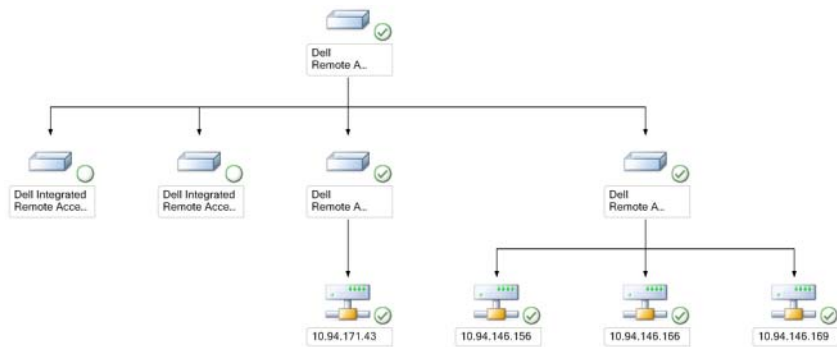 Dell
Remote A...
Dell Integrated
Remote Acce...
Dell Integrated
Remote Acce...
Dell
Remote A...
Dell
Remote A...
10.94.171.43
10.94.146.156
10.94.146.166
10.94.146.169